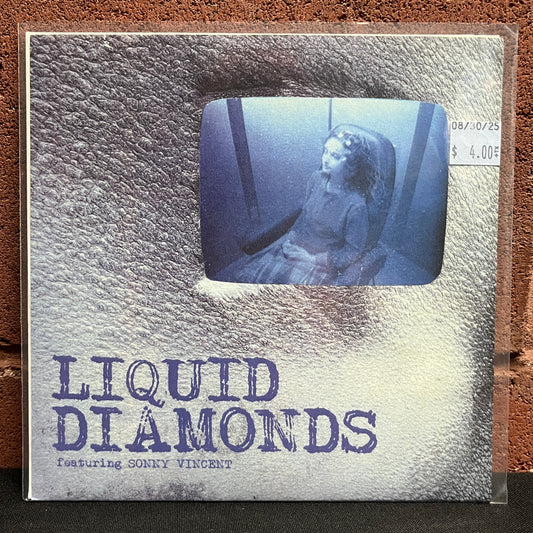 08/30/25
$ 4.00
LIQUID
DIAMONDS
featuring SONNY VINCENT